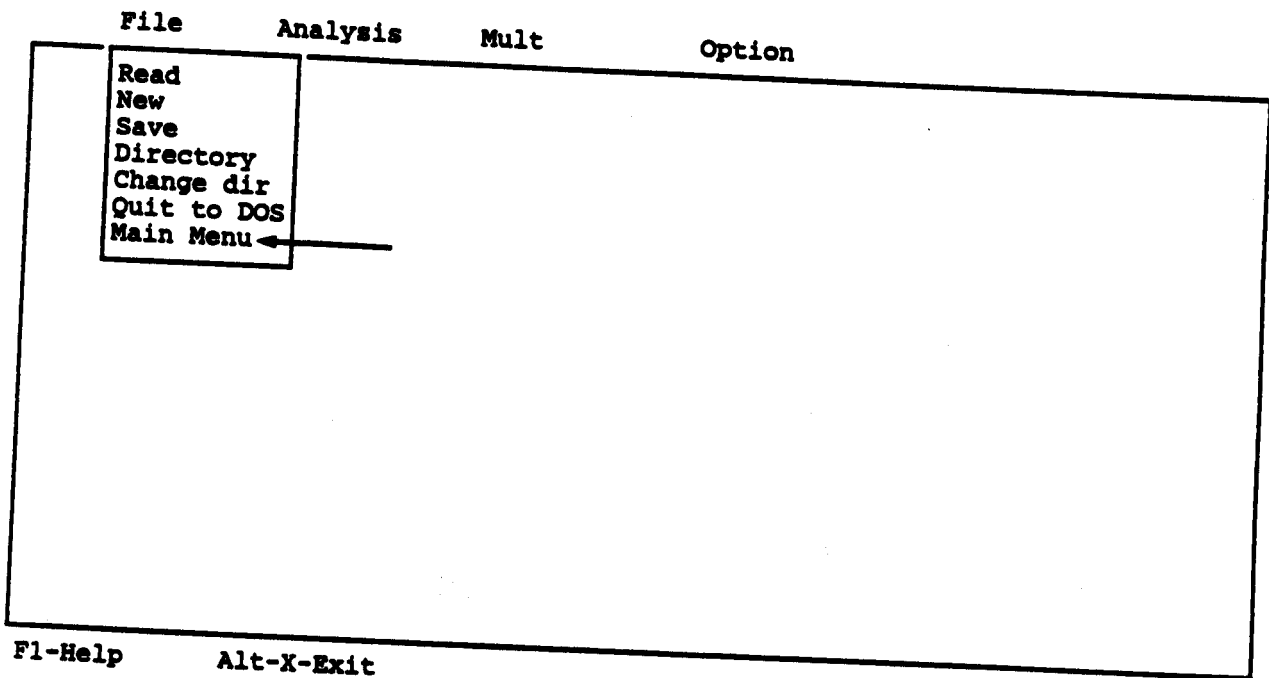 File Analysis Mult Option
Read
New
Save
Directory
Change dir
Quit to DOS
Main Menu
F1-Help Alt-X-Exit